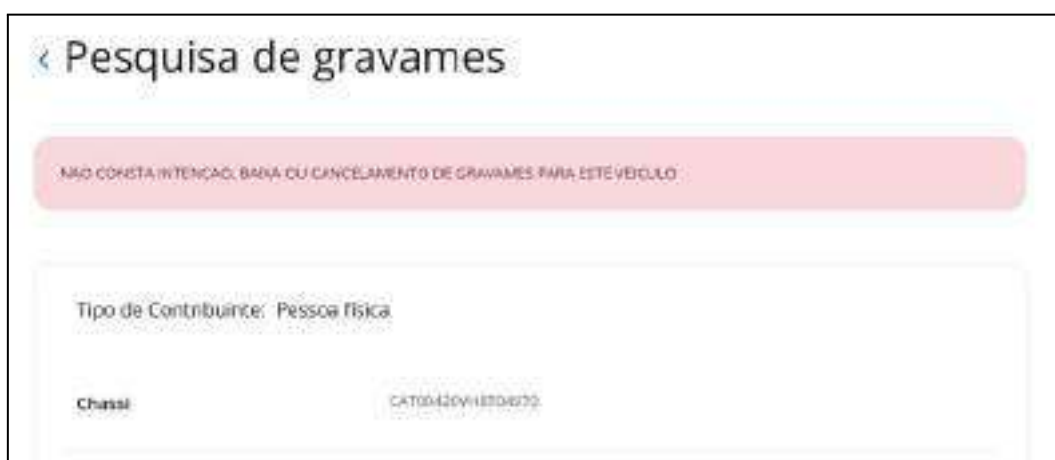 Pesquisa de gravames
NAO CONSTA INTENCAO, BAIXA OU CANCELAMENTO DE GRAVAMES PARA ESTE VEICULO
Tipo de Contribuinte: Pessoa física
Chassi